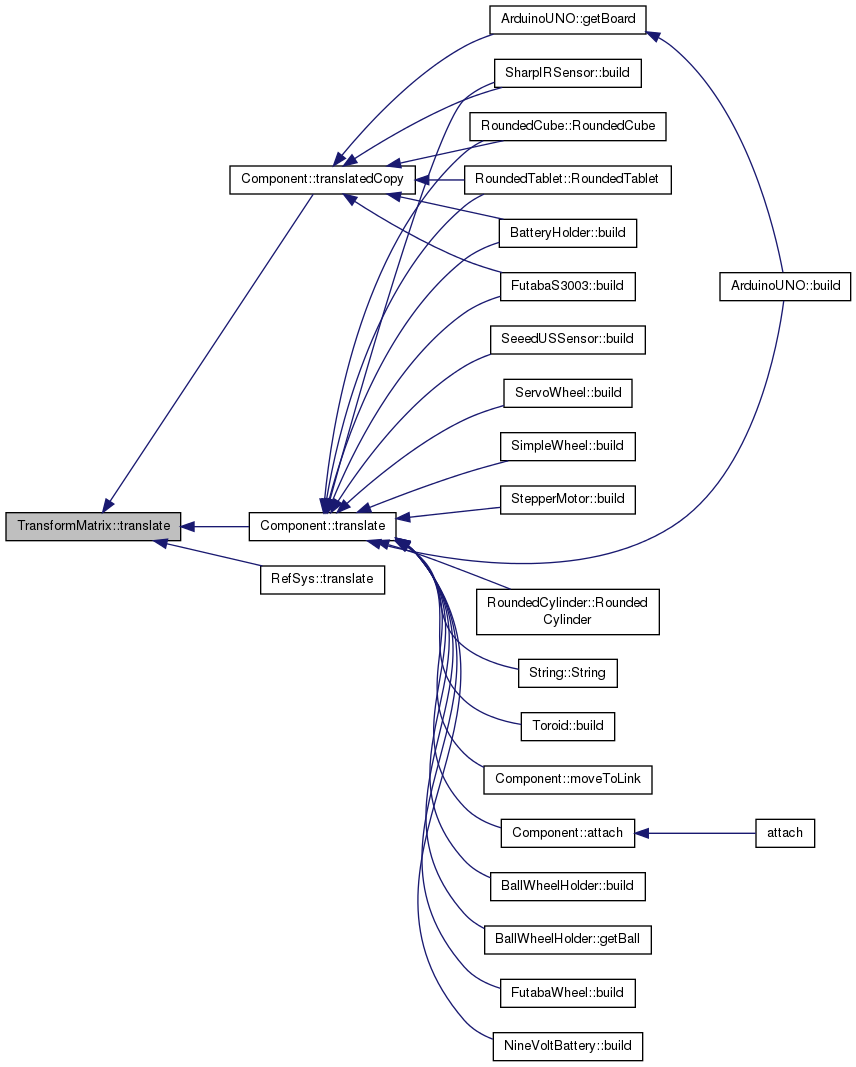 ArduinoUNO::getBoard
SharpIRSensor::build
RoundedCube::RoundedCube
Component::translatedCopy
RoundedTablet::RoundedTablet
BatteryHolder::build
FutabaS3003::build
ArduinoUNO::build
SeeedUSSensor::build
ServoWheel::build
SimpleWheel::build
StepperMotor::build
TransformMatrix::translate
Component::translate
RefSys::translate
RoundedCylinder::Rounded
Cylinder
String::String
Toroid::build
Component::moveToLink
Component::attach
attach
BallWheelHolder::build
BallWheelHolder::getBall
FutabaWheel::build
NineVoltBattery::build